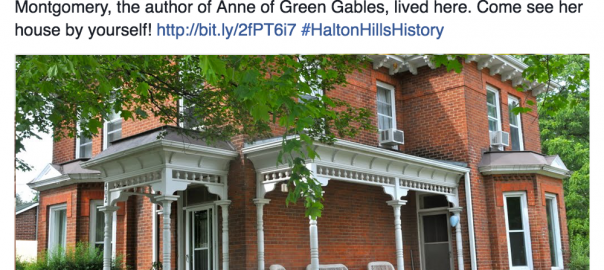 Montgomery, the author of Anne of Green Gables, lived here. Come see her
house by yourself! http://bit.ly/2fPT6i7 #HaltonHillsHistory